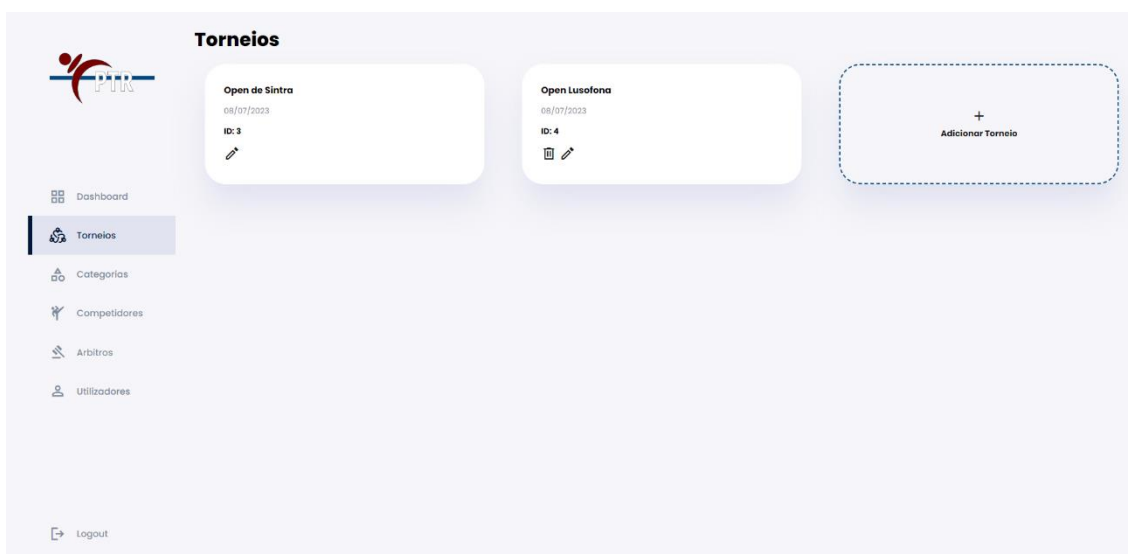 PTR
Torneios
Open de Sintra
08/07/2023
ID: 3
Open Lusofona
08/07/2023
ID: 4
+
Adicionar Torneio
Dashboard
Torneios
Categorias
Competidores
Arbitros
Utilizadores
Logout